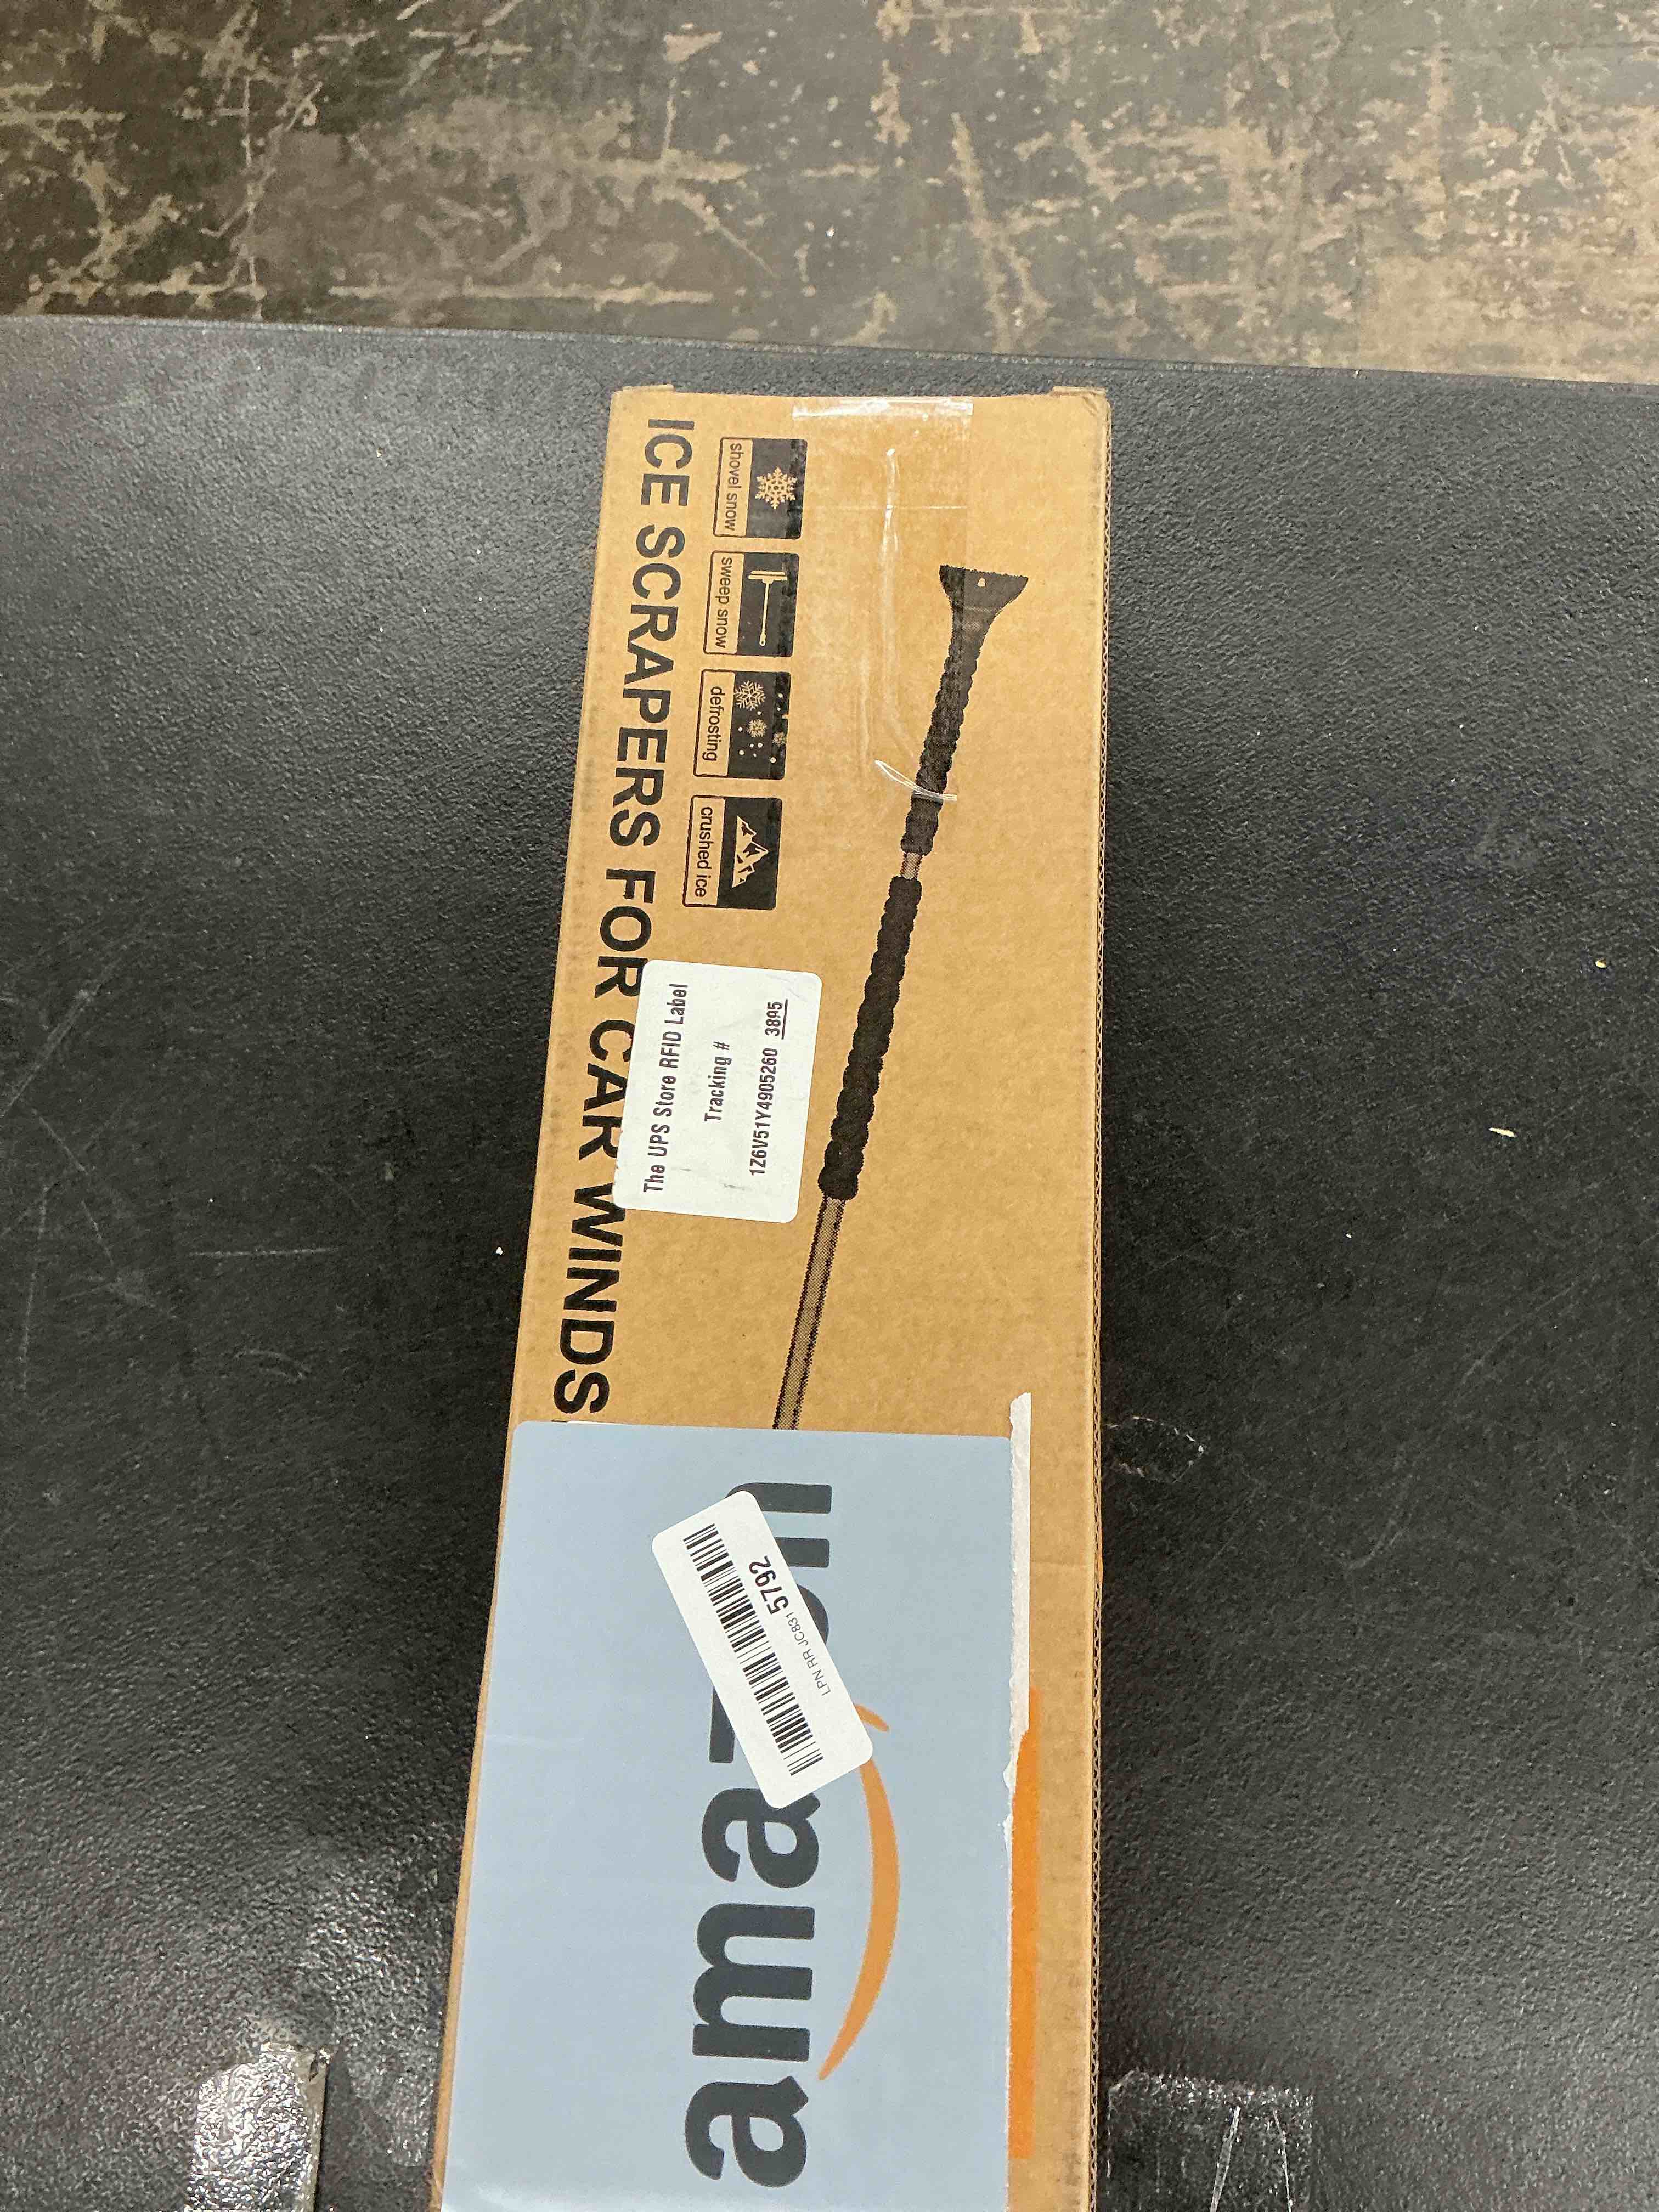 ICE SCRAPERS FOR CAR WINDS
shovel snow
sweep snow
defrosting
crushed ice
The UPS Store RFID Label
Tracking #
1Z6V51Y4905260 3895
amaz
LPN RR JC831 5792